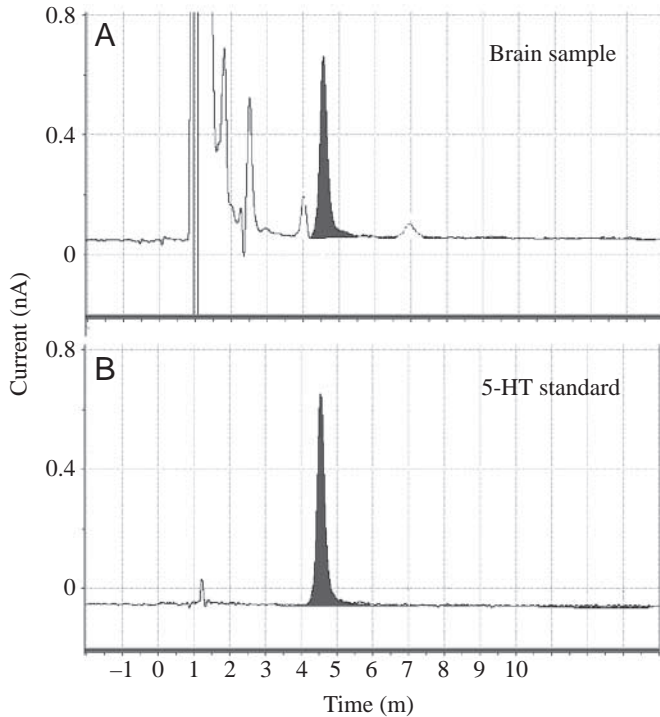 0.8
A
Brain sample
0.4
0
Current (nA)
0.8
B
5-HT standard
0.4
0
–1 0 1 2 3 4 5 6 7 8 9 10
Time (m)